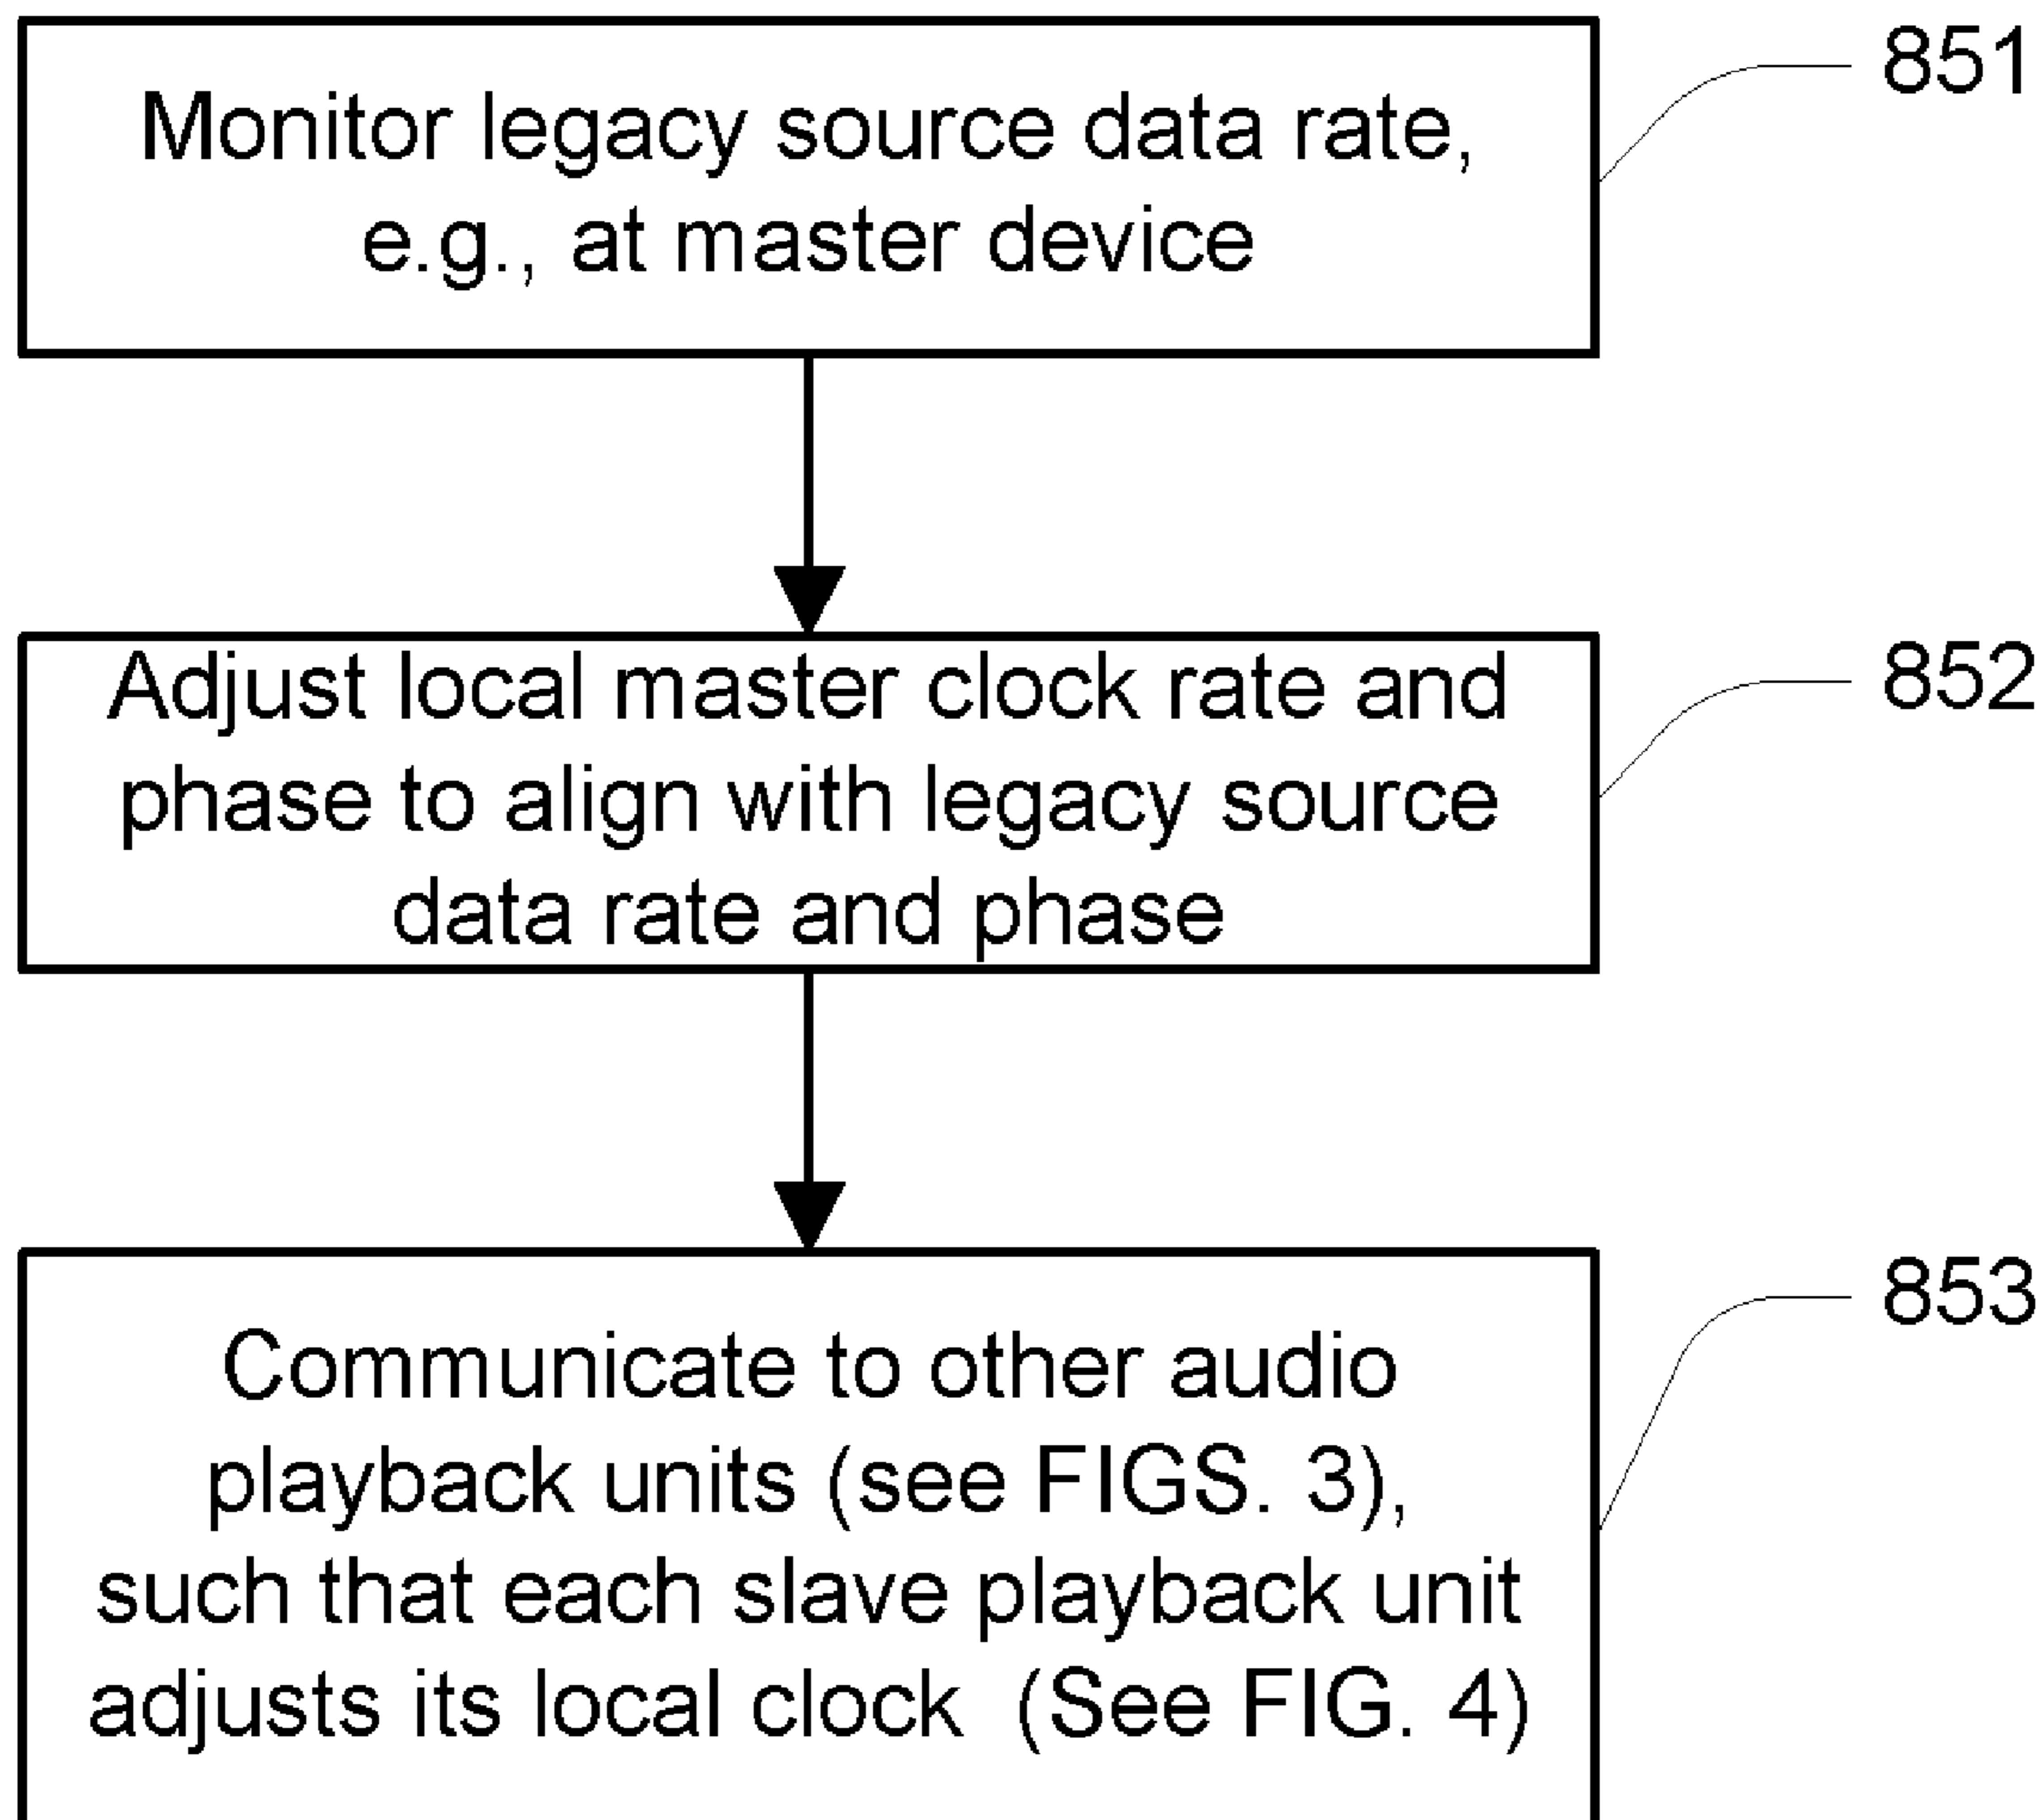 Monitor legacy source data rate,
e.g., at master device
851
Adjust local master clock rate and
phase to align with legacy source
data rate and phase
852
Communicate to other audio
playback units (see FIGS. 3),
such that each slave playback unit
adjusts its local clock (See FIG. 4)
853